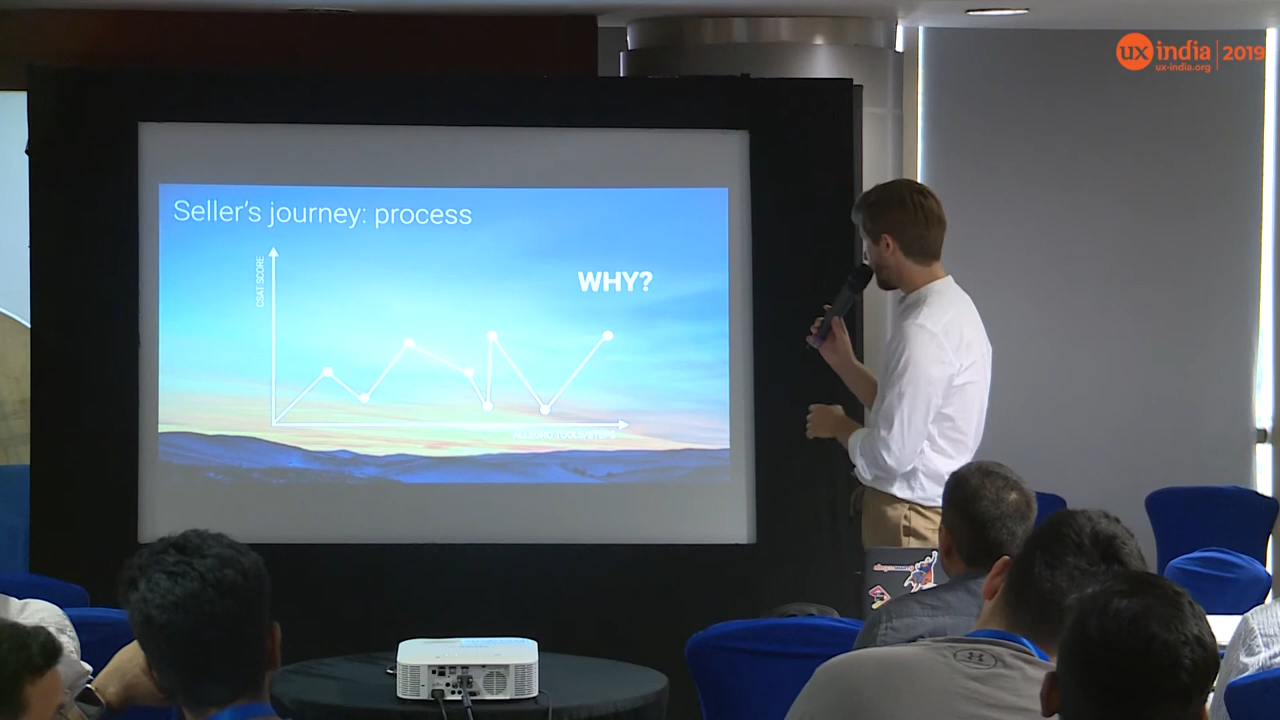 ux india 2019
ux-india.org
Seller's journey: process
CSAT SCORE
WHY?